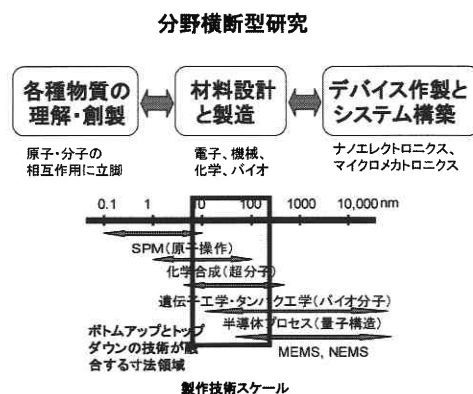 分野横断型研究
各種物質の
理解・創製
材料設計
と製造
デバイス作製と
システム構築
原子・分子の
相互作用に立脚
電子、機械、
化学、バイオ
ナノエレクトロニクス、
マイクロメカトロニクス
0.1 1 10 100 1000 10,000 nm
SPM(原子操作)
化学合成(超分子)
遺伝子工学・タンパク工学(バイオ分子)
半導体プロセス(量子構造)
MEMS, NEMS
ボトムアップとトップ
ダウンの技術が融
合する寸法領域
製作技術スケール